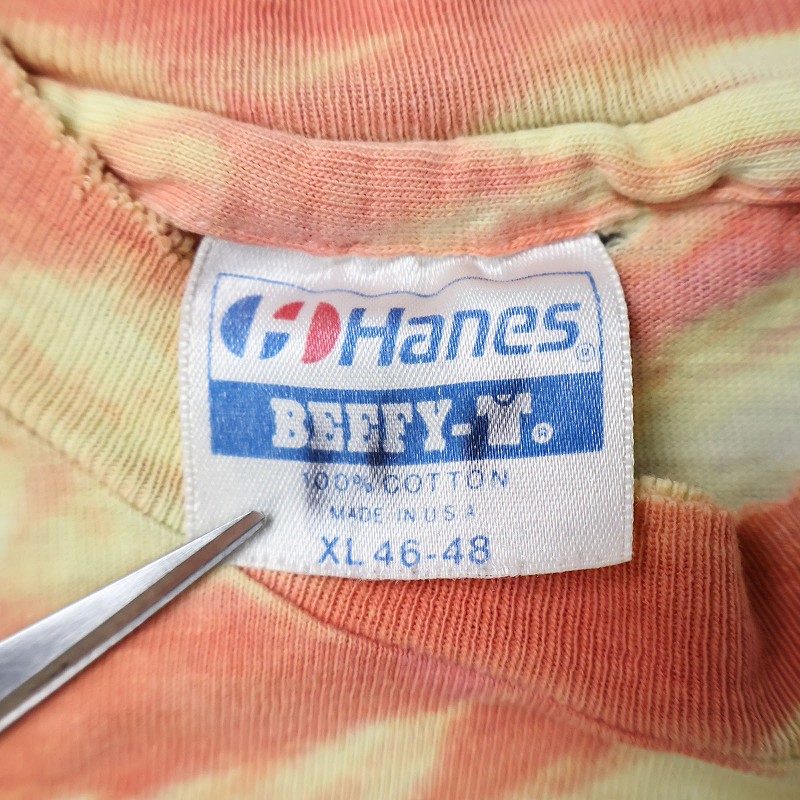 Hanes®
BEEFY-T®
100% COTTON
MADE IN U.S.A
XL 46-48